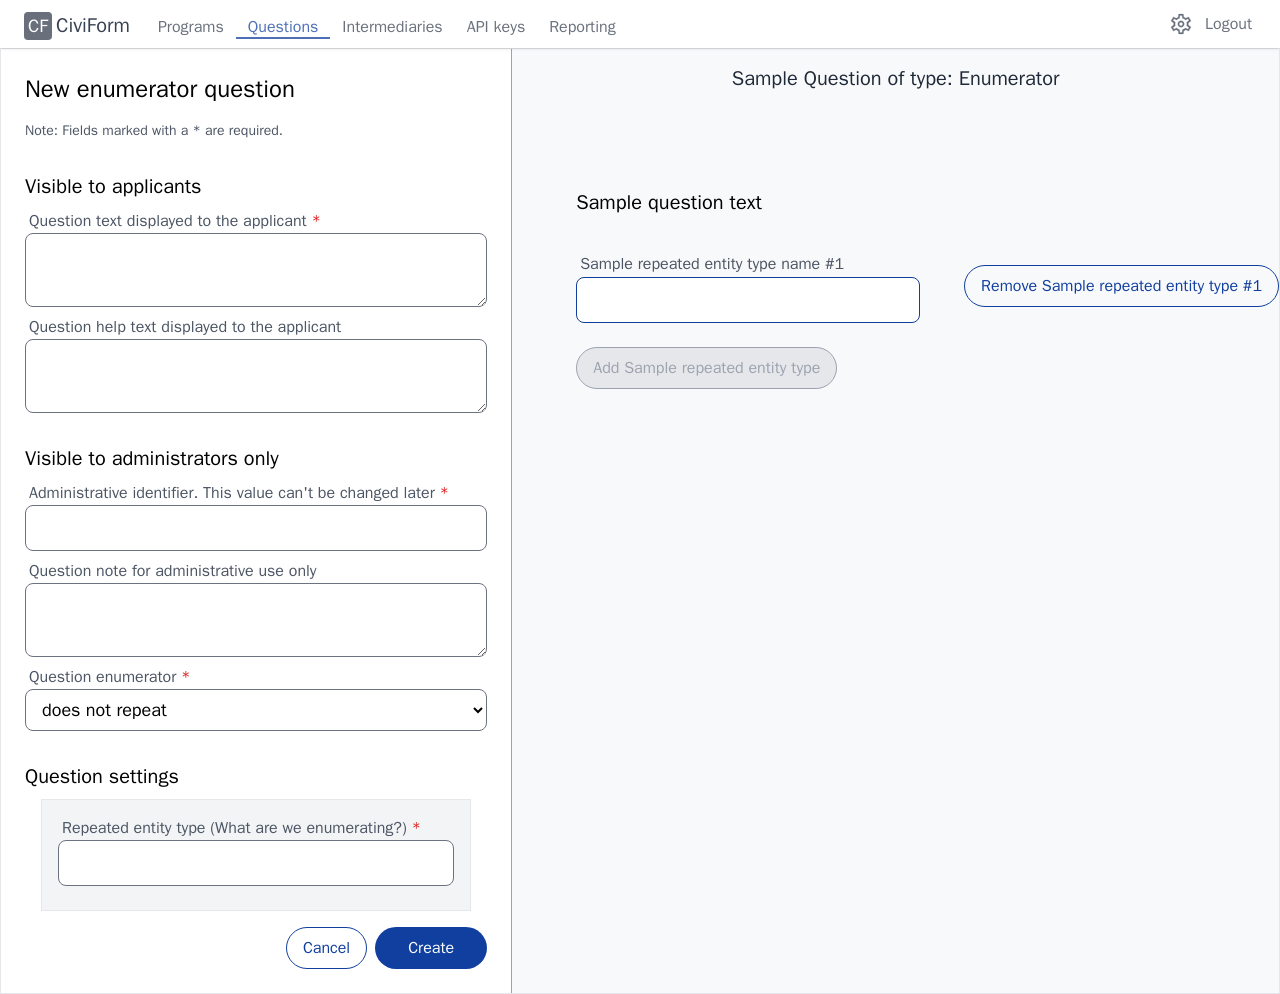 CF CiviForm Programs Questions Intermediaries API keys Reporting Logout
New enumerator question
Note: Fields marked with a * are required.
Visible to applicants
Question text displayed to the applicant *
Question help text displayed to the applicant
Visible to administrators only
Administrative identifier. This value can't be changed later *
Question note for administrative use only
Question enumerator *
does not repeat
Question settings
Repeated entity type (What are we enumerating?) *
Cancel Create
Sample Question of type: Enumerator
Sample question text
Sample repeated entity type name #1
Remove Sample repeated entity type #1
Add Sample repeated entity type